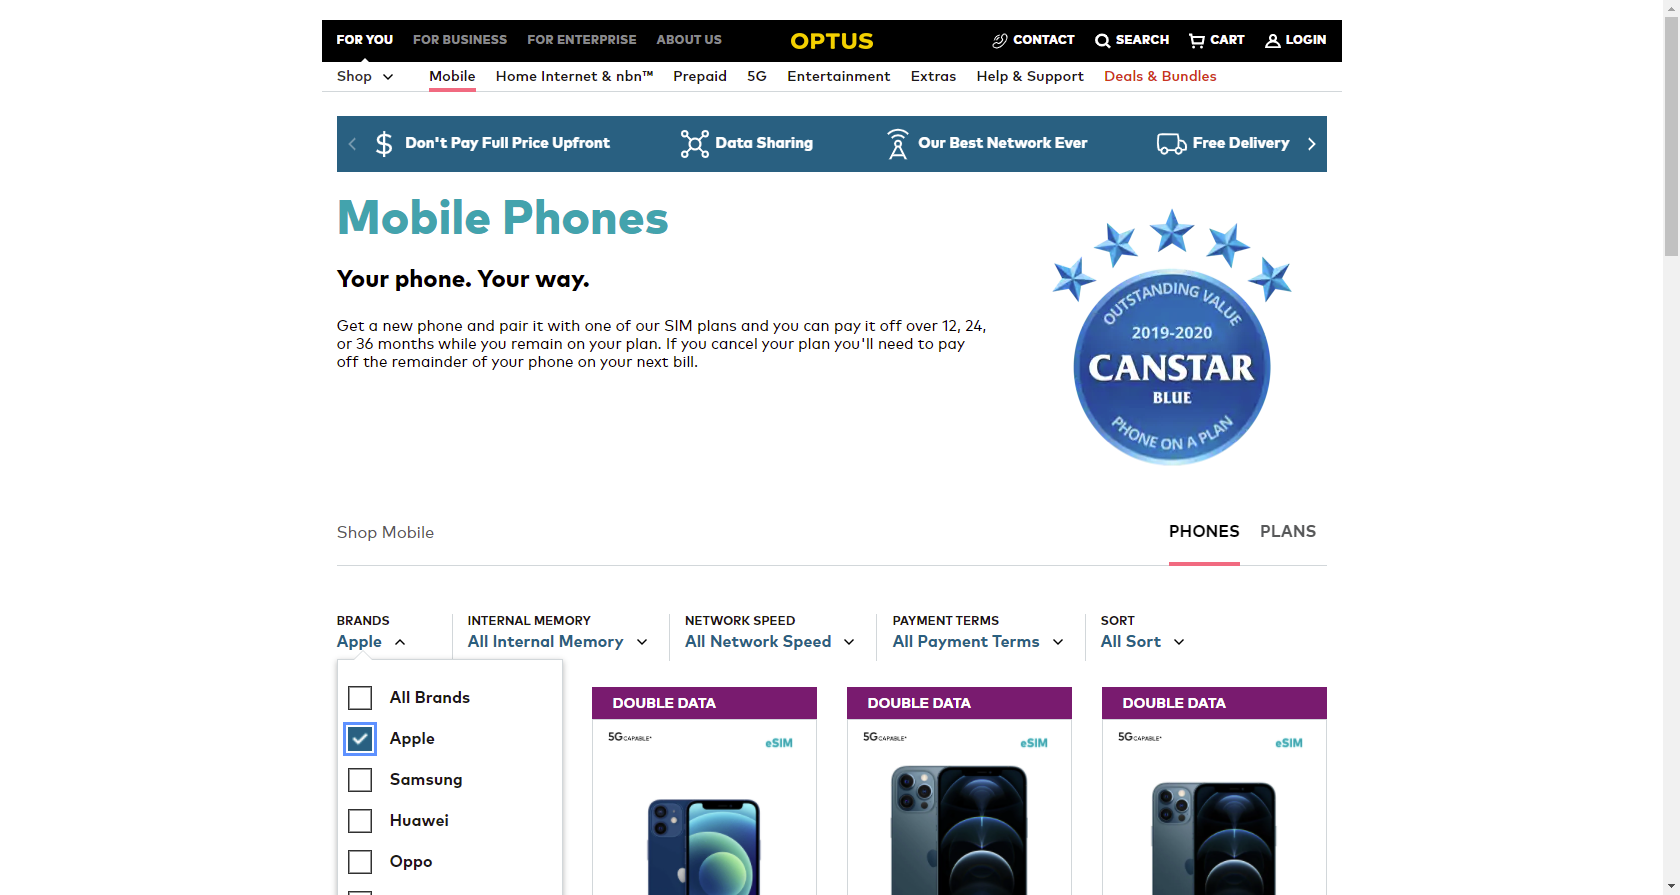 FOR YOU FOR BUSINESS FOR ENTERPRISE ABOUT US OPTUS CONTACT SEARCH CART LOGIN
Shop Mobile Home Internet & nbn™ Prepaid 5G Entertainment Extras Help & Support Deals & Bundles
Don't Pay Full Price Upfront Data Sharing Our Best Network Ever Free Delivery
Mobile Phones
Your phone. Your way.
Get a new phone and pair it with one of our SIM plans and you can pay it off over 12, 24,
or 36 months while you remain on your plan. If you cancel your plan you'll need to pay
off the remainder of your phone on your next bill.
OUTSTANDING VALUE
2019-2020
CANSTAR
BLUE
PHONE ON A PLAN
Shop Mobile PHONES PLANS
BRANDS INTERNAL MEMORY NETWORK SPEED PAYMENT TERMS SORT
Apple All Internal Memory All Network Speed All Payment Terms All Sort
All Brands
Apple
Samsung
Huawei
Oppo
DOUBLE DATA DOUBLE DATA DOUBLE DATA
5G CAPABLE* eSIM 5G CAPABLE* eSIM 5G CAPABLE* eSIM